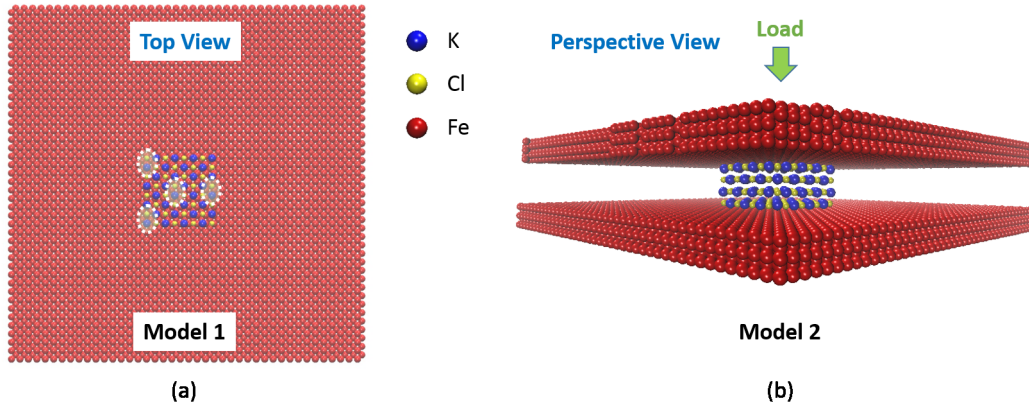 Top View
Model 1
(a)
K
Cl
Fe
Perspective View
Load
Model 2
(b)